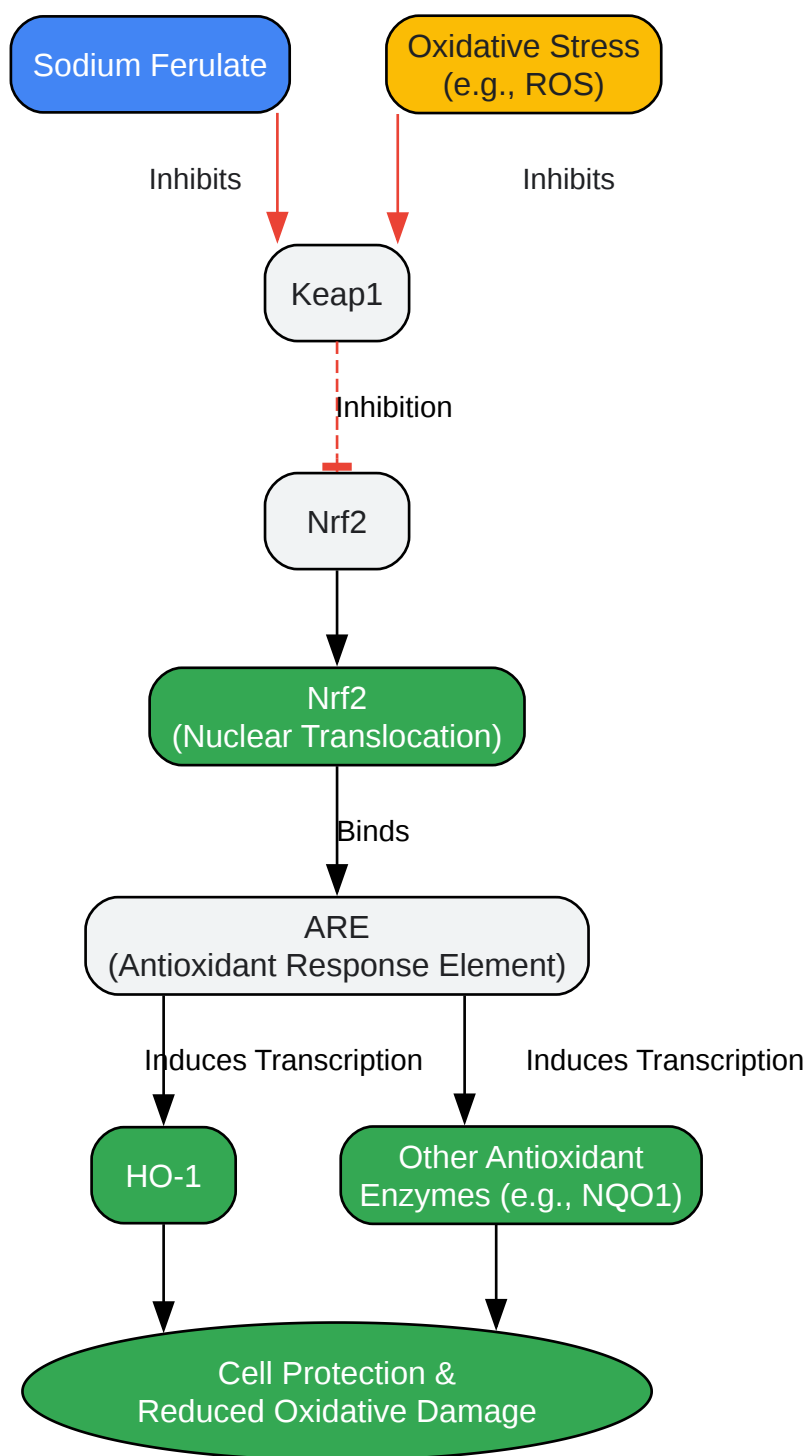 Sodium Ferulate
Oxidative Stress
(e.g., ROS)
Inhibits
Inhibits
Keap1
Inhibition
Nrf2
Nrf2
(Nuclear Translocation)
Binds
ARE
(Antioxidant Response Element)
Induces Transcription
Induces Transcription
HO-1
Other Antioxidant
Enzymes (e.g., NQO1)
Cell Protection &
Reduced Oxidative Damage